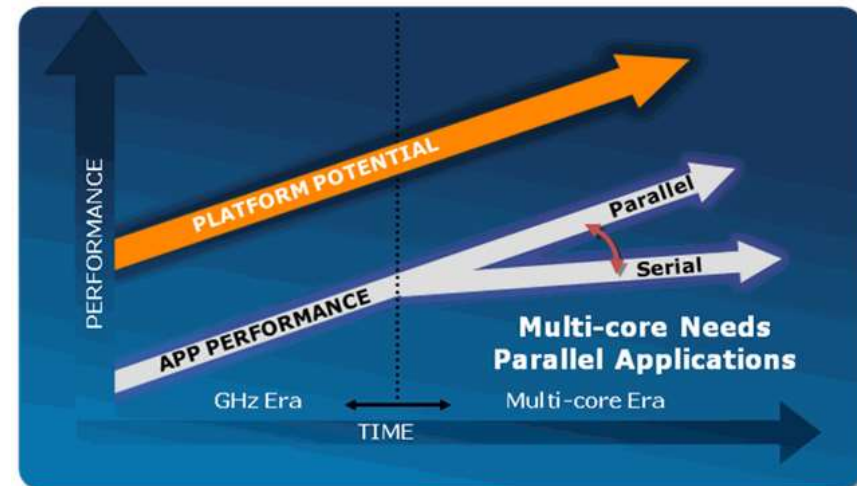 PERFORMANCE
PLATFORM POTENTIAL
APP PERFORMANCE
Parallel
Serial
Multi-core Needs
Parallel Applications
GHz Era
Multi-core Era
TIME